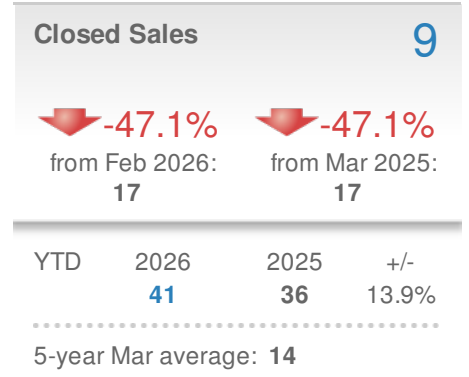 Closed Sales 9
-47.1% -47.1%
from Feb 2026: from Mar 2025:
17 17
YTD 2026 2025 +/-
41 36 13.9%
5-year Mar average: 14